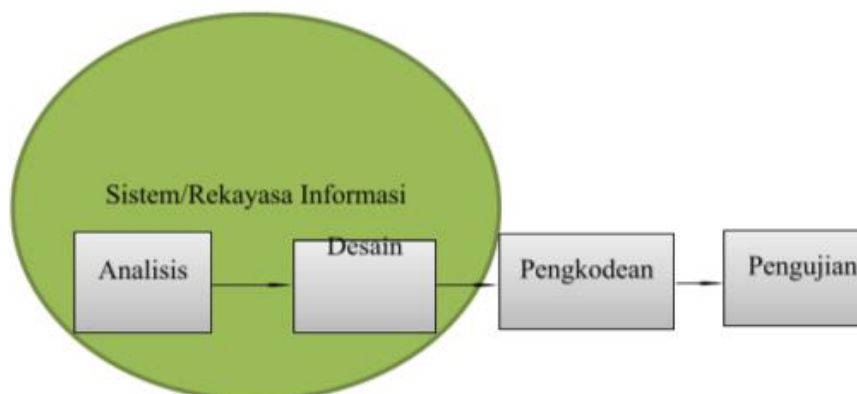 Sistem/Rekayasa Informasi
Analisis
Desain
Pengkodean
Pengujian